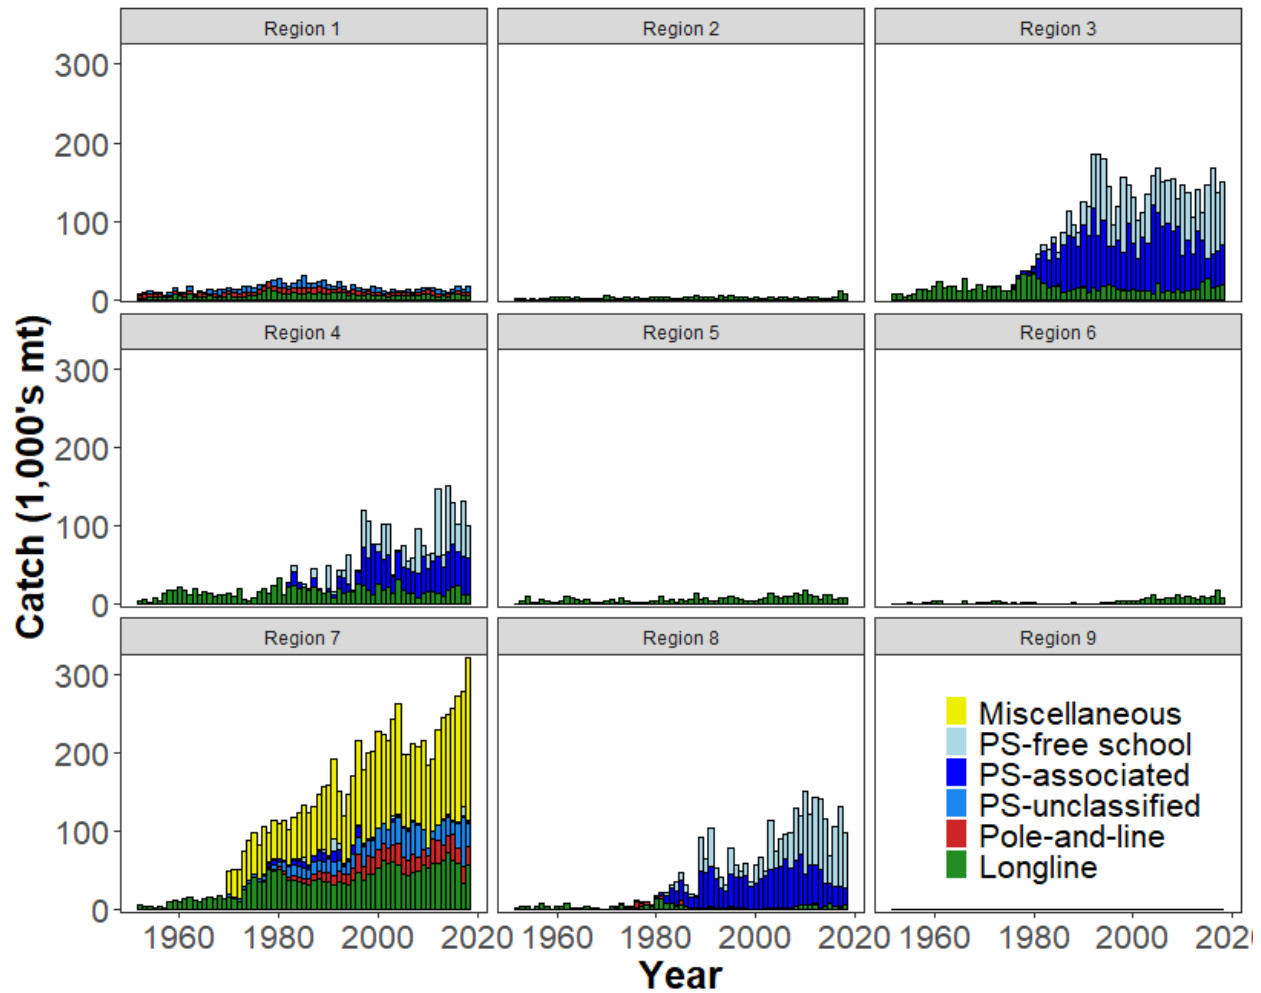 Region 1
Region 2
Region 3
300
200
100
0
Region 4
Region 5
Region 6
300
200
100
0
Catch (1,000's mt)
Region 7
Region 8
Region 9
300
200
100
0
Miscellaneous
PS-free school
PS-associated
PS-unclassified
Pole-and-line
Longline
1960 1980 2000 2020 1960 1980 2000 2020 1960 1980 2000 202
Year